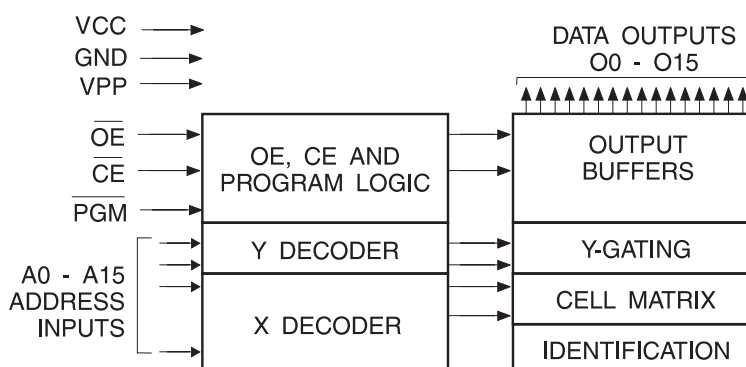 VCC
GND
VPP
OE
CE
PGM
A0 - A15
ADDRESS
INPUTS
OE, CE AND
PROGRAM LOGIC
Y DECODER
X DECODER
DATA OUTPUTS
O0 - O15
OUTPUT
BUFFERS
Y-GATING
CELL MATRIX
IDENTIFICATION